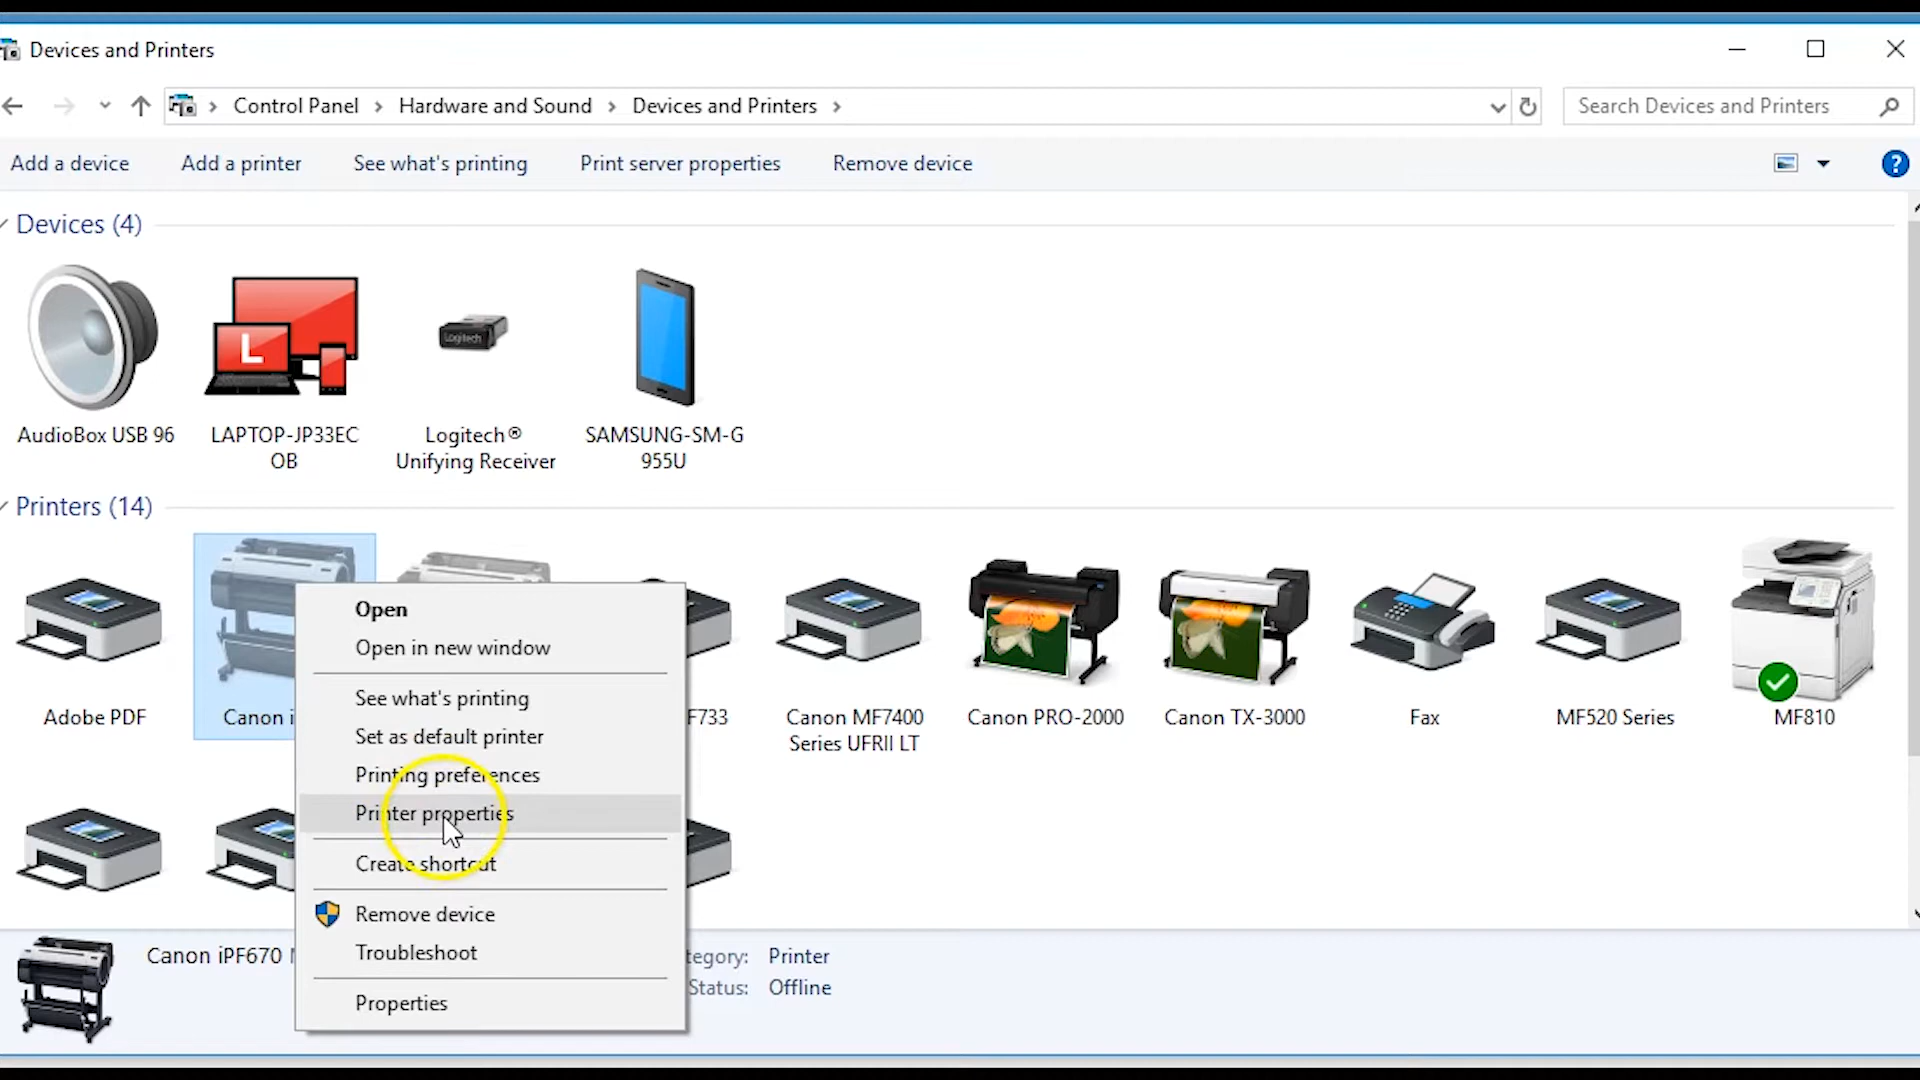 Devices and Printers
Control Panel > Hardware and Sound > Devices and Printers >
Search Devices and Printers
Add a device
Add a printer
See what's printing
Print server properties
Remove device
?
Devices (4)
L
Logitech
AudioBox USB 96
LAPTOP-JP33EC
OB
Logitech®
Unifying Receiver
SAMSUNG-SM-G
955U
Printers (14)
Adobe PDF
Canon i
F733
Canon MF7400
Series UFRII LT
Canon PRO-2000
Canon TX-3000
Fax
MF520 Series
MF810
Open
Open in new window
See what's printing
Set as default printer
Printing preferences
Printer properties
Create shortcut
Remove device
Troubleshoot
Properties
Canon iPF670
tegory: Printer
Status: Offline